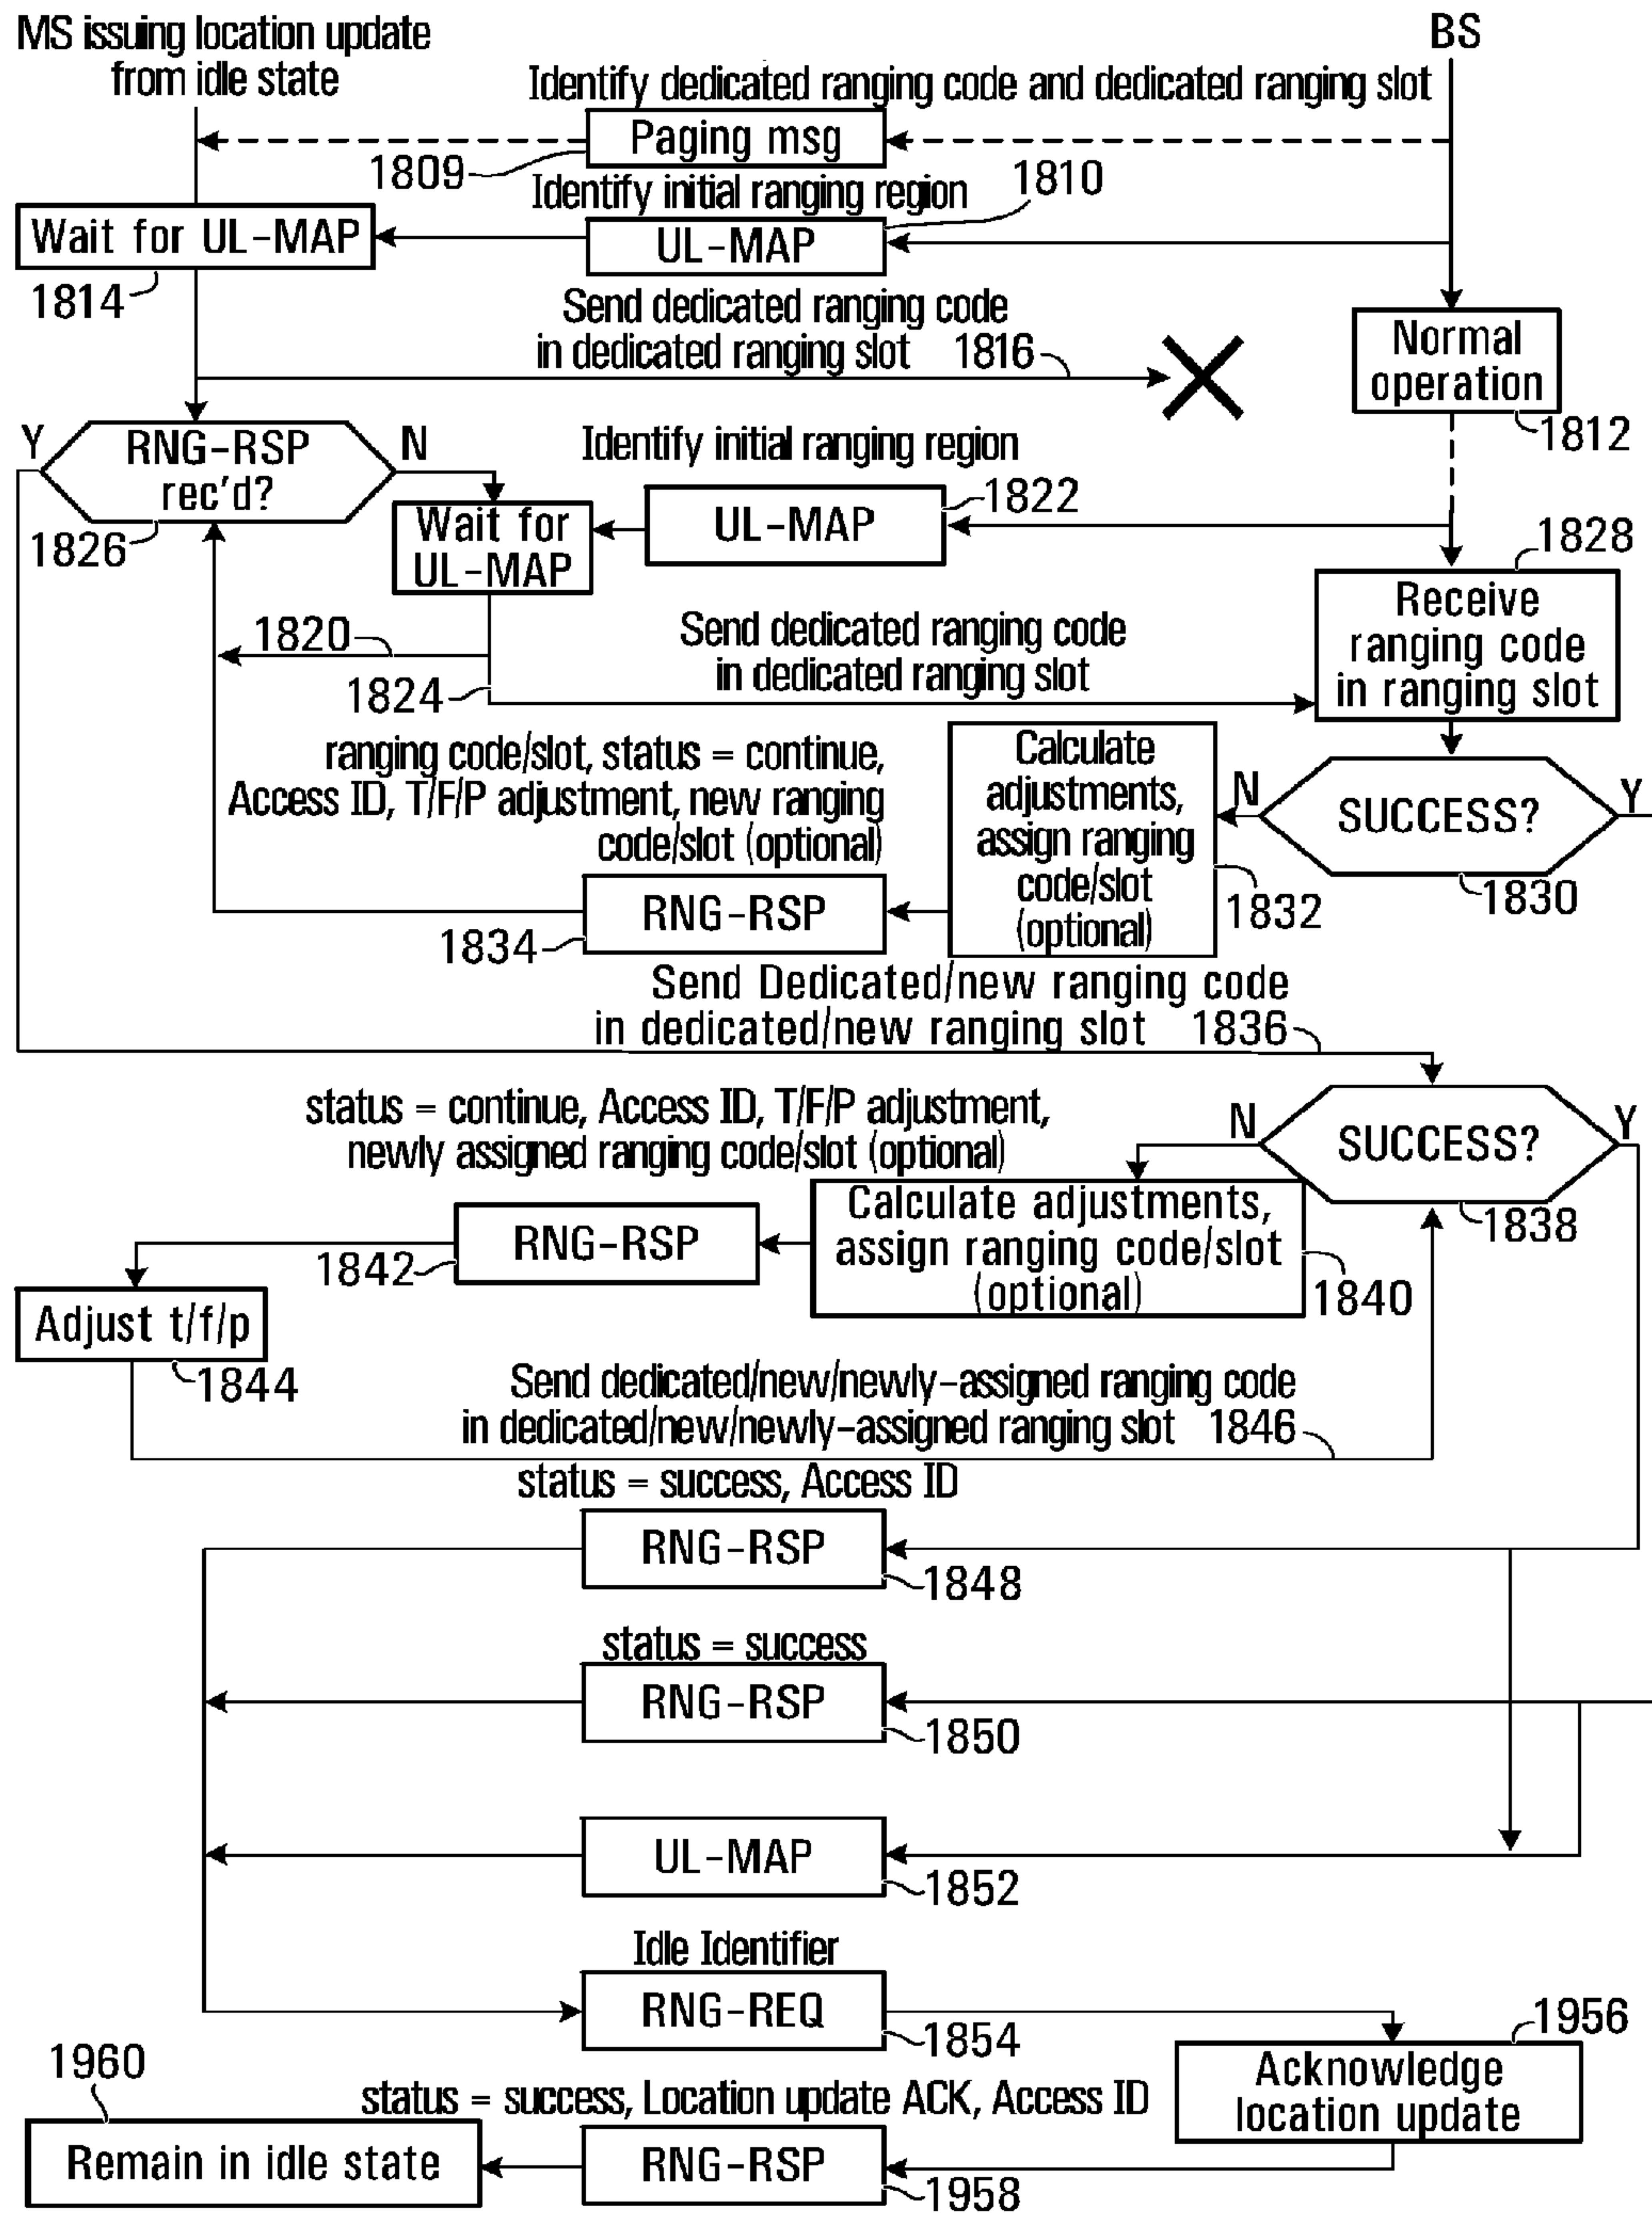 MS issuing location update
from idle state
BS
Identify dedicated ranging code and dedicated ranging slot
Paging msg
1809
Identify initial ranging region
1810
Wait for UL-MAP
UL-MAP
1814
Send dedicated ranging code
in dedicated ranging slot 1816
Normal
operation
1812
Y
RNG-RSP
rec'd?
N
1826
Identify initial ranging region
Wait for
UL-MAP
UL-MAP
1822
1828
Receive
ranging code
in ranging slot
1820
1824
Send dedicated ranging code
in dedicated ranging slot
ranging code/slot, status = continue,
Access ID, T/F/P adjustment, new ranging
code/slot (optional)
Calculate
adjustments,
assign ranging
code/slot
(optional)
1832
N
SUCCESS?
Y
1830
RNG-RSP
1834
Send Dedicated/new ranging code
in dedicated/new ranging slot 1836
status = continue, Access ID, T/F/P adjustment,
newly assigned ranging code/slot (optional)
N
SUCCESS?
Y
1838
RNG-RSP
1842
Calculate adjustments,
assign ranging code/slot
(optional)
1840
Adjust t/f/p
1844
Send dedicated/new/newly-assigned ranging code
in dedicated/new/newly-assigned ranging slot 1846
status = success, Access ID
RNG-RSP
1848
status = success
RNG-RSP
1850
UL-MAP
1852
Idle Identifier
RNG-REQ
1854
1956
Acknowledge
location update
1960
status = success, Location update ACK, Access ID
Remain in idle state
RNG-RSP
1958